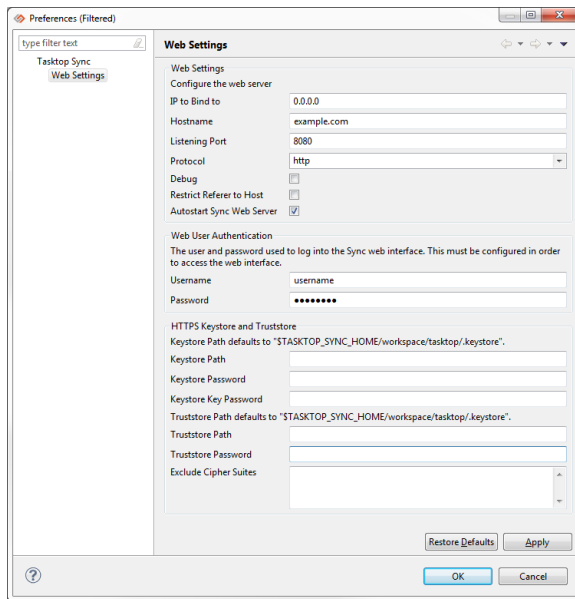 Preferences (Filtered)
type filter text
Tasktop Sync
Web Settings
Web Settings
Web Settings
Configure the web server
IP to Bind to 0.0.0.0
Hostname example.com
Listening Port 8080
Protocol http
Debug
Restrict Referer to Host
Autostart Sync Web Server
Web User Authentication
The user and password used to log into the Sync web interface. This must be configured in order
to access the web interface.
Username username
Password ●●●●●●●●
HTTPS Keystore and Truststore
Keystore Path defaults to "$TASKTOP_SYNC_HOME/workspace/tasktop/.keystore".
Keystore Path
Keystore Password
Keystore Key Password
Truststore Path defaults to "$TASKTOP_SYNC_HOME/workspace/tasktop/.keystore".
Truststore Path
Truststore Password
Exclude Cipher Suites
Restore Defaults Apply
? OK Cancel